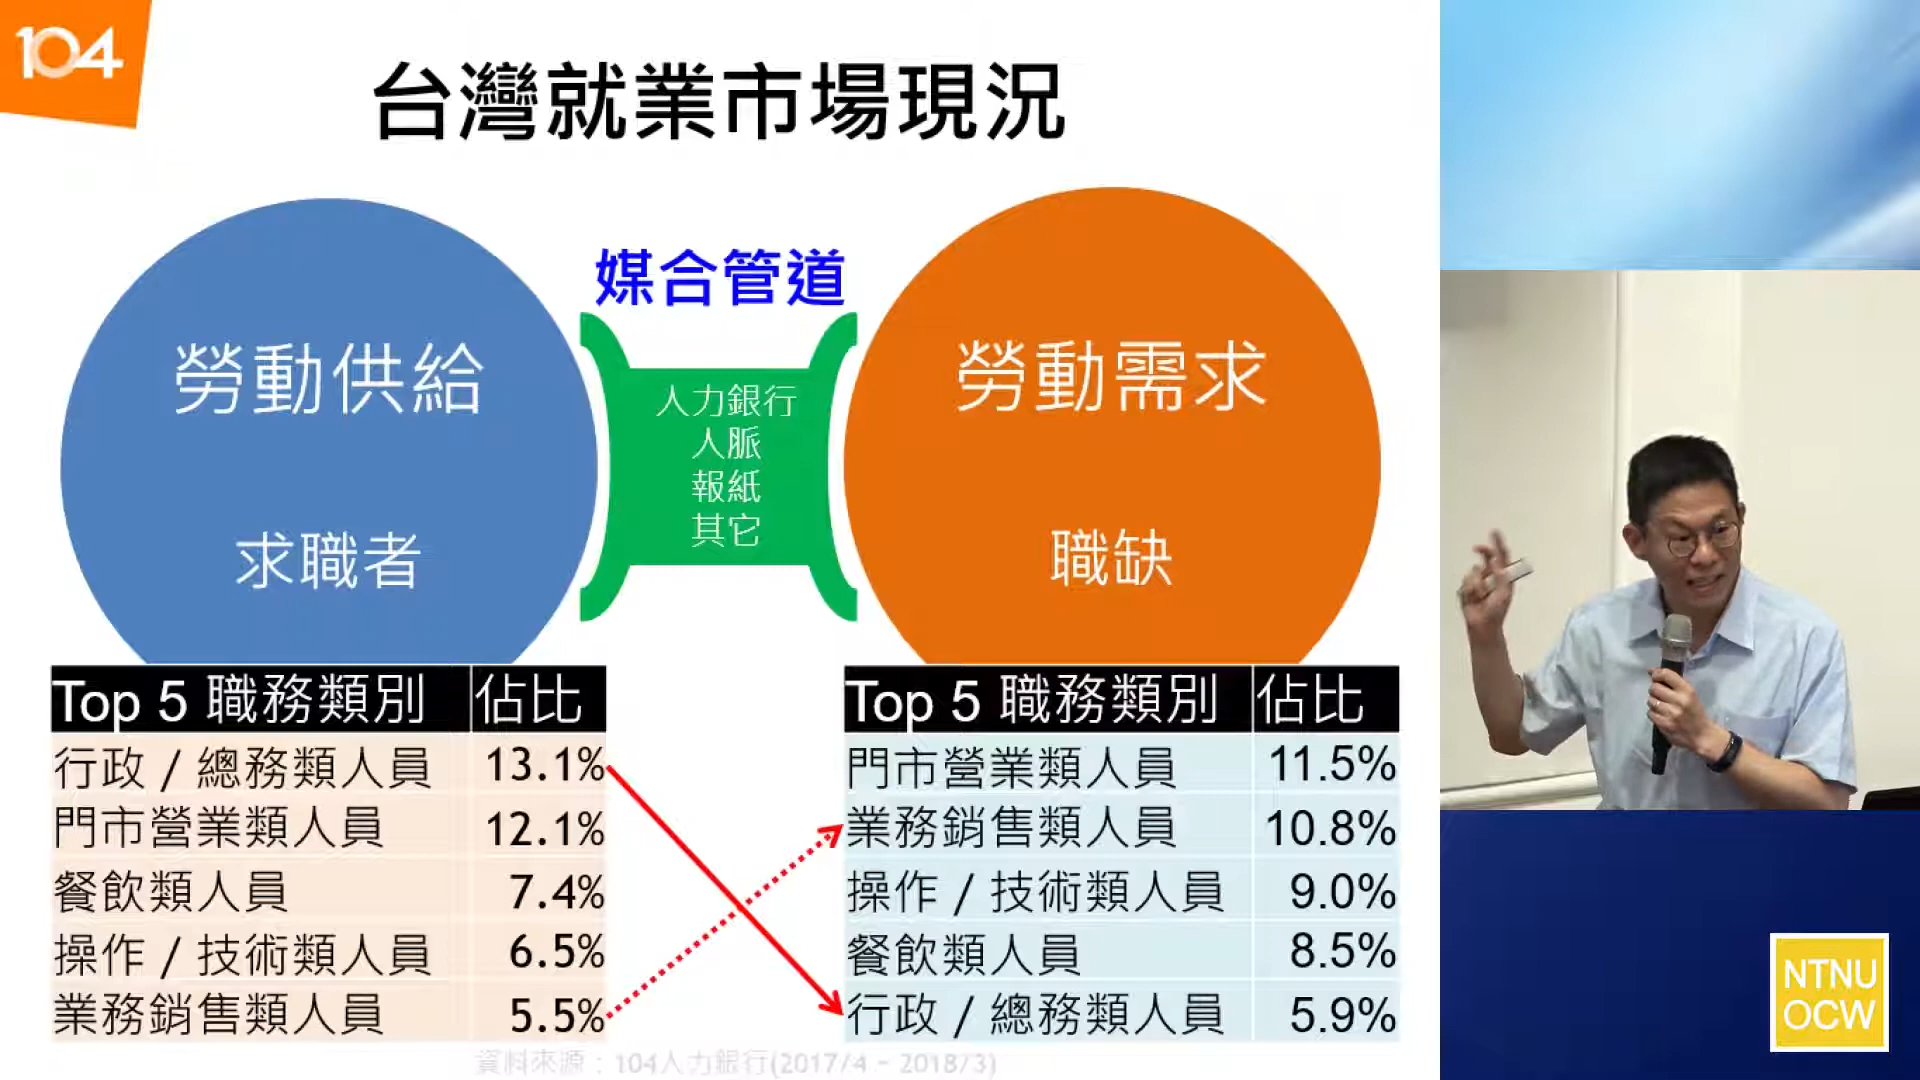 104
台灣就業市場現況
勞動供給
求職者
媒合管道
人力銀行
人脈
報紙
其它
勞動需求
職缺
Top 5 職務類別 佔比
行政 / 總務類人員 13.1%
門市營業類人員 12.1%
餐飲類人員 7.4%
操作 / 技術類人員 6.5%
業務銷售類人員 5.5%
Top 5 職務類別 佔比
門市營業類人員 11.5%
業務銷售類人員 10.8%
操作 / 技術類人員 9.0%
餐飲類人員 8.5%
行政 / 總務類人員 5.9%
資料來源：104人力銀行(2017/4 - 2018/3)
NTNU
OCW